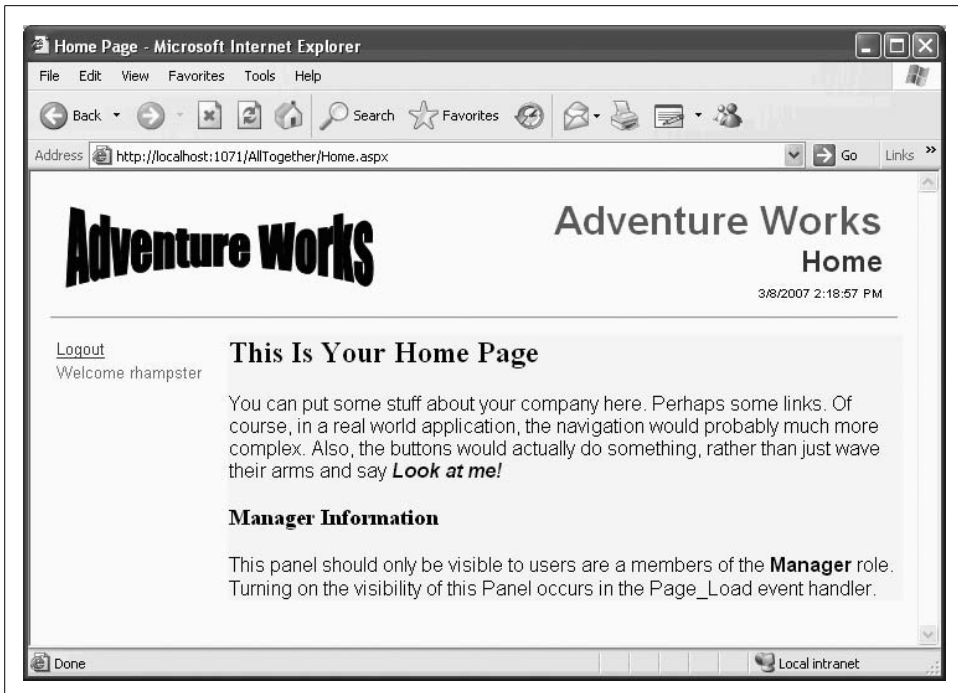 Home Page - Microsoft Internet Explorer
File Edit View Favorites Tools Help
Back Search Favorites
Address http://localhost:1071/AllTogether/Home.aspx Go Links »
Adventure Works
Adventure Works
Home
3/8/2007 2:18:57 PM
Logout
Welcome rhampster
This Is Your Home Page
You can put some stuff about your company here. Perhaps some links. Of
course, in a real world application, the navigation would probably much more
complex. Also, the buttons would actually do something, rather than just wave
their arms and say Look at me!
Manager Information
This panel should only be visible to users are a members of the Manager role.
Turning on the visibility of this Panel occurs in the Page_Load event handler.
Done Local intranet